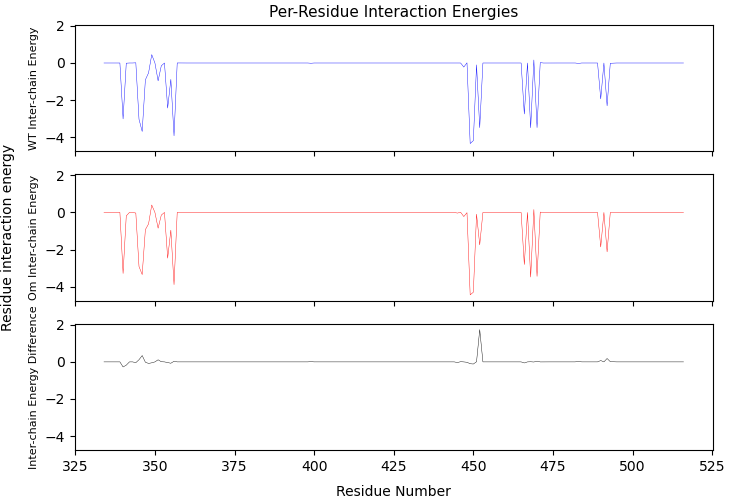 Per-Residue Interaction Energies
Residue interaction energy
WT Inter-chain Energy
2
0
−2
−4
Om Inter-chain Energy
2
0
−2
−4
Inter-chain Energy Difference
2
0
−2
−4
325 350 375 400 425 450 475 500 525
Residue Number